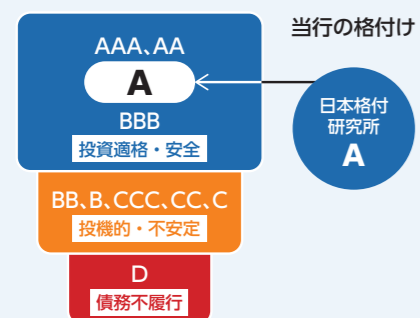 当行の格付け
AAA、AA
A
BBB
投資適格・安全
日本格付
研究所
A
BB、B、CCC、CC、C
投機的・不安定
D
債務不履行